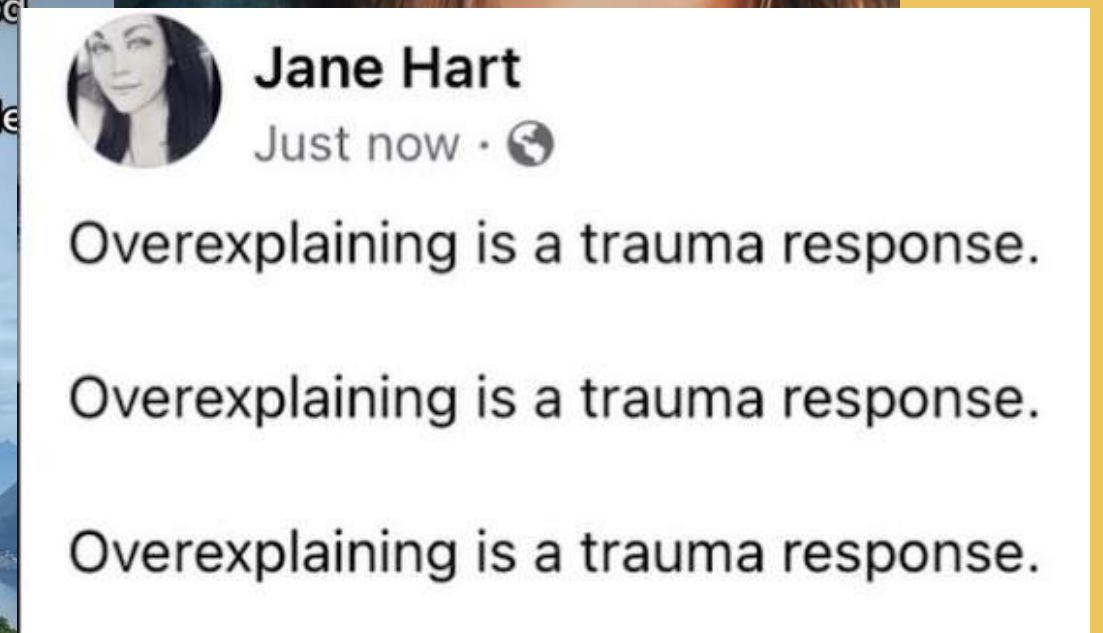 Jane Hart
Just now ·
Overexplaining is a trauma response.
Overexplaining is a trauma response.
Overexplaining is a trauma response.